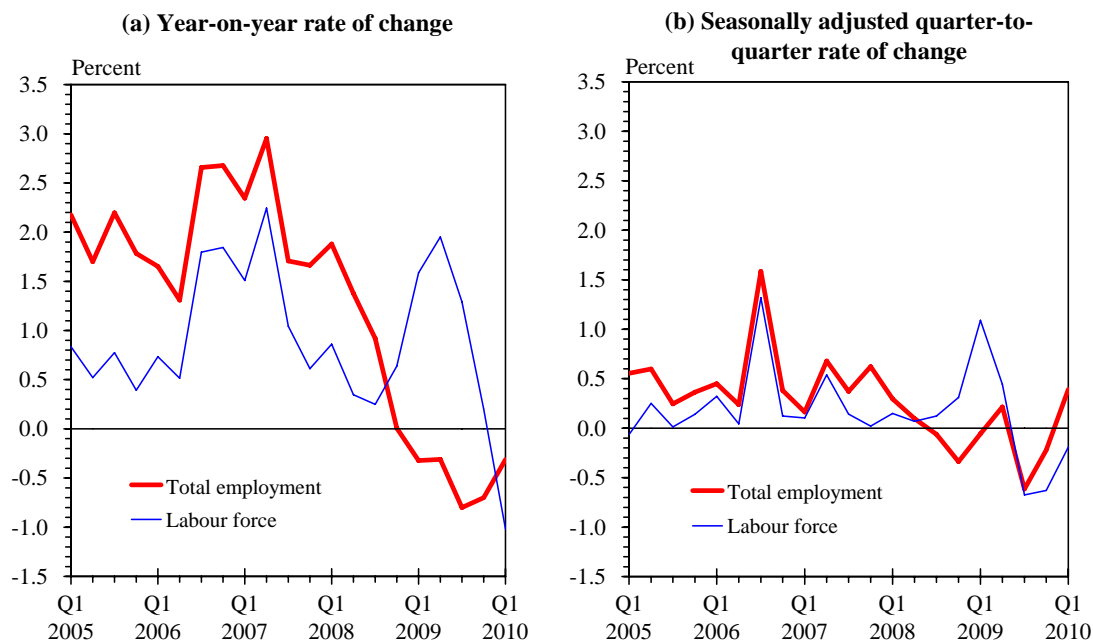 (a) Year-on-year rate of change
Percent
3.5
3.0
2.5
2.0
1.5
1.0
0.5
0.0
-0.5
-1.0
-1.5
Total employment
Labour force
Q1 Q1 Q1 Q1 Q1 Q1
2005 2006 2007 2008 2009 2010
(b) Seasonally adjusted quarter-to-
quarter rate of change
Percent
3.5
3.0
2.5
2.0
1.5
1.0
0.5
0.0
-0.5
-1.0
-1.5
Total employment
Labour force
Q1 Q1 Q1 Q1 Q1 Q1
2005 2006 2007 2008 2009 2010